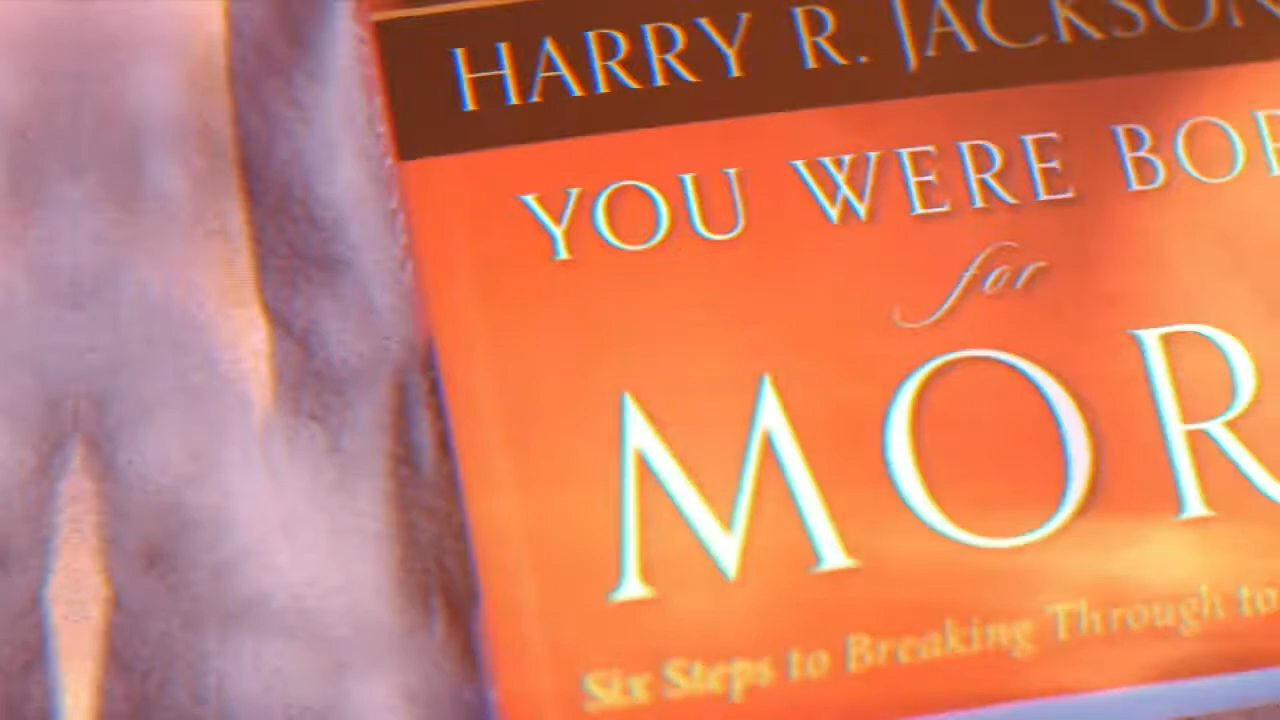 HARRY R. JACKSON
YOU WERE BOR
for
MOR
Six Steps to Breaking Through to